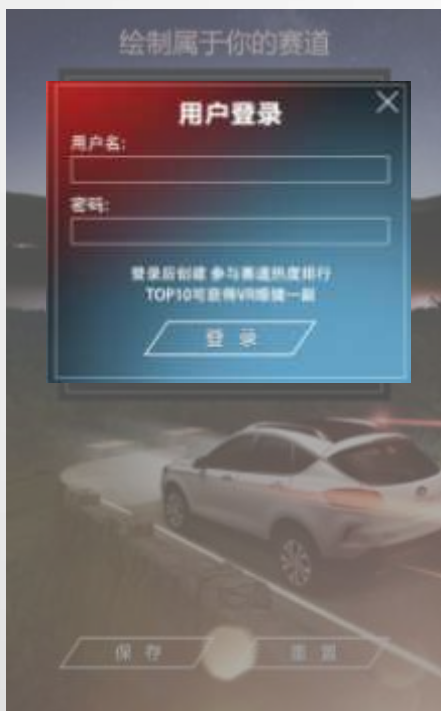 绘制属于你的赛道
用户登录
用户名:
密码:
登录后创建 参与赛道热度排行
TOP10可获得VR眼镜一副
登 录
保 存
重 置